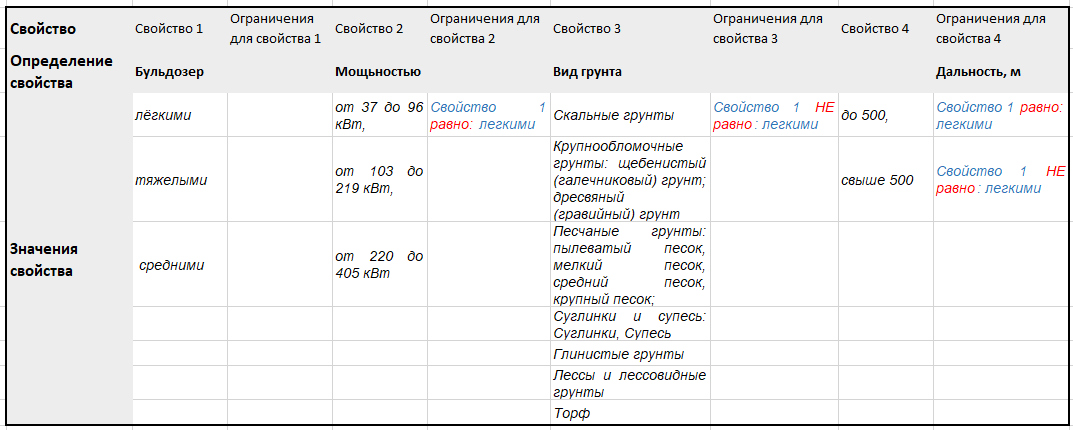 Свойство
Свойство 1
Ограничения
для свойства 1
Свойство 2
Ограничения для
свойства 2
Свойство 3
Ограничения для
свойства 3
Свойство 4
Ограничения для
свойства 4
Определение
свойства
Бульдозер
Мощьностью
Вид грунта
Дальность, м
Значения
свойства
лёгкими
от 37 до 96
кВт,
Свойство 1
равно: легкими
Скальные грунты
Свойство 1 НЕ
равно: легкими
до 500,
Свойство 1 равно:
легкими
тяжелыми
от 103 до
219 кВт,
Крупнообломочные
грунты: щебенистый
(галечниковый) грунт;
дресвяный
(гравийный) грунт
свыше 500
Свойство 1 НЕ
равно: легкими
средними
от 220 до
405 кВт
Песчаные грунты:
пылеватый песок,
мелкий песок,
средний песок,
крупный песок;
Суглинки и супесь:
Суглинки, Супесь
Глинистые грунты
Лессы и лессовидные
грунты
Торф